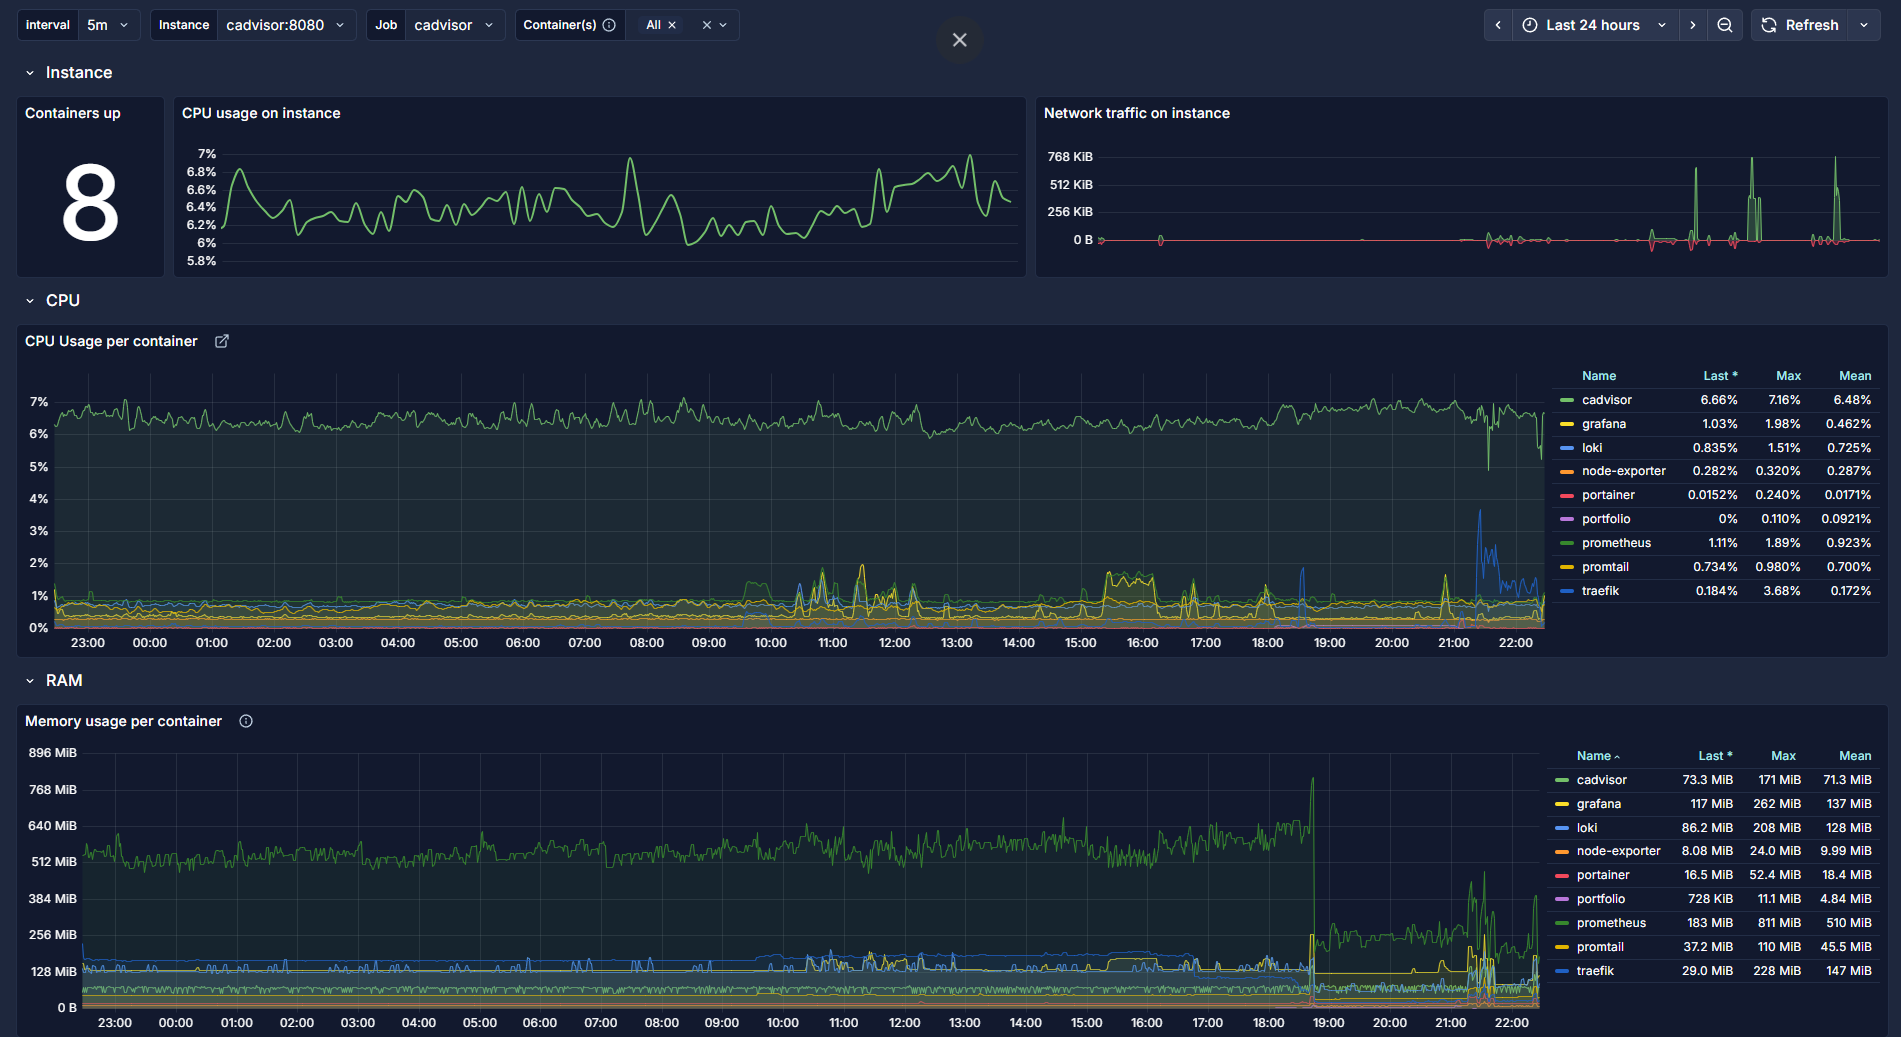 interval 5m Instance cadvisor:8080 Job cadvisor Container(s) All Last 24 hours Refresh
Instance
Containers up
8
CPU usage on instance
7%
6.8%
6.6%
6.4%
6.2%
6%
5.8%
Network traffic on instance
768 KiB
512 KiB
256 KiB
0 B
CPU
CPU Usage per container
7%
6%
5%
4%
3%
2%
1%
0%
23:00 00:00 01:00 02:00 03:00 04:00 05:00 06:00 07:00 08:00 09:00 10:00 11:00 12:00 13:00 14:00 15:00 16:00 17:00 18:00 19:00 20:00 21:00 22:00
Name Last * Max Mean
cadvisor 6.66% 7.16% 6.48%
grafana 1.03% 1.98% 0.462%
loki 0.835% 1.51% 0.725%
node-exporter 0.282% 0.320% 0.287%
portainer 0.0152% 0.240% 0.0171%
portfolio 0% 0.110% 0.0921%
prometheus 1.11% 1.89% 0.923%
promtail 0.734% 0.980% 0.700%
traefik 0.184% 3.68% 0.172%
RAM
Memory usage per container
896 MiB
768 MiB
640 MiB
512 MiB
384 MiB
256 MiB
128 MiB
0 B
23:00 00:00 01:00 02:00 03:00 04:00 05:00 06:00 07:00 08:00 09:00 10:00 11:00 12:00 13:00 14:00 15:00 16:00 17:00 18:00 19:00 20:00 21:00 22:00
Name Last * Max Mean
cadvisor 73.3 MiB 171 MiB 71.3 MiB
grafana 117 MiB 262 MiB 137 MiB
loki 86.2 MiB 208 MiB 128 MiB
node-exporter 8.08 MiB 24.0 MiB 9.99 MiB
portainer 16.5 MiB 52.4 MiB 18.4 MiB
portfolio 728 KiB 11.1 MiB 4.84 MiB
prometheus 183 MiB 811 MiB 510 MiB
promtail 37.2 MiB 110 MiB 45.5 MiB
traefik 29.0 MiB 228 MiB 147 MiB